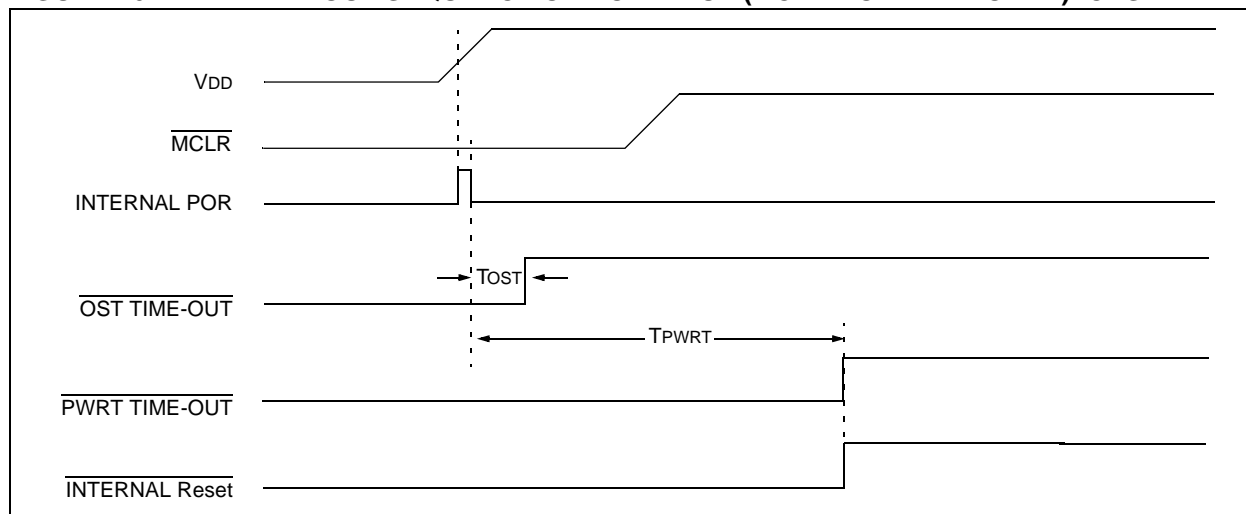 VDD
MCLR
INTERNAL POR
TOST
OST TIME-OUT
TPWRT
PWRT TIME-OUT
INTERNAL Reset